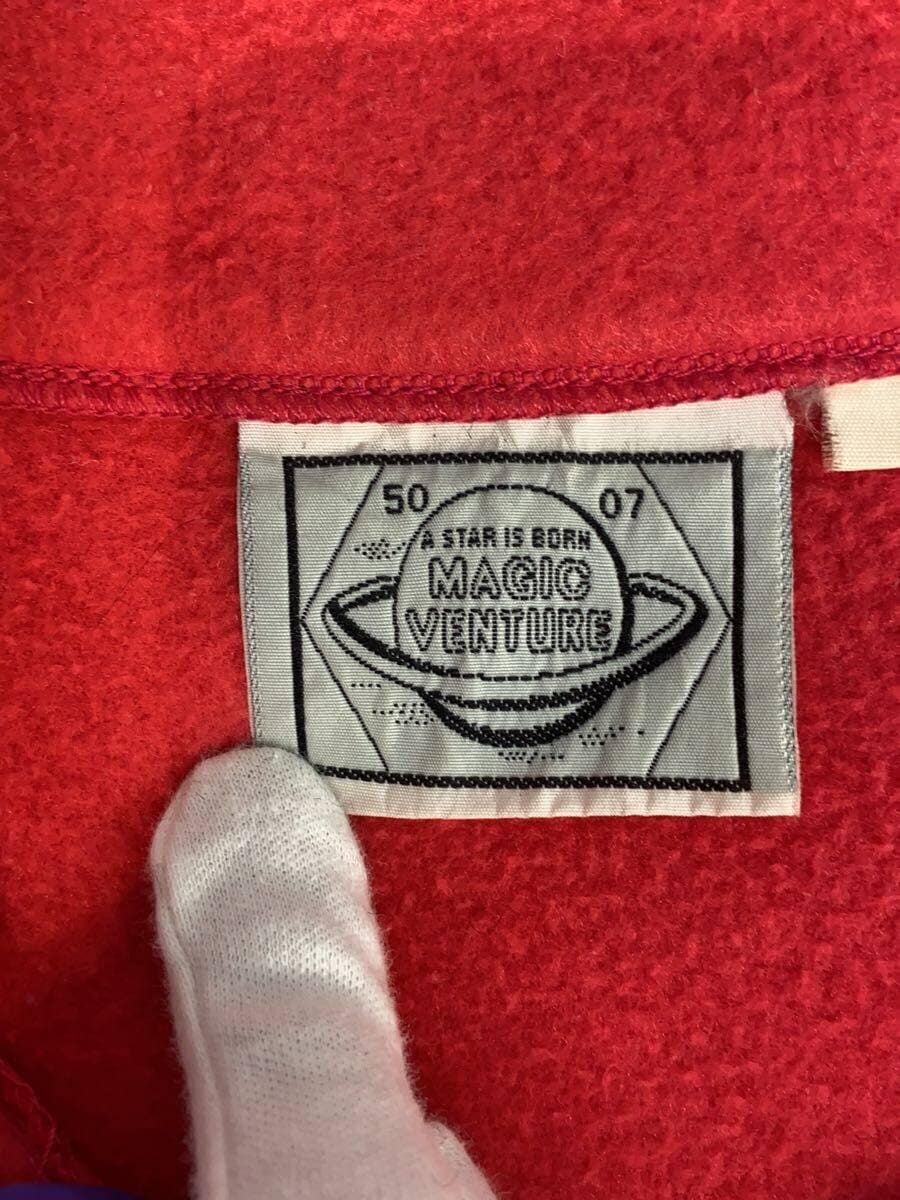 50 07
A STAR IS BORN
MAGIC
VENTURE